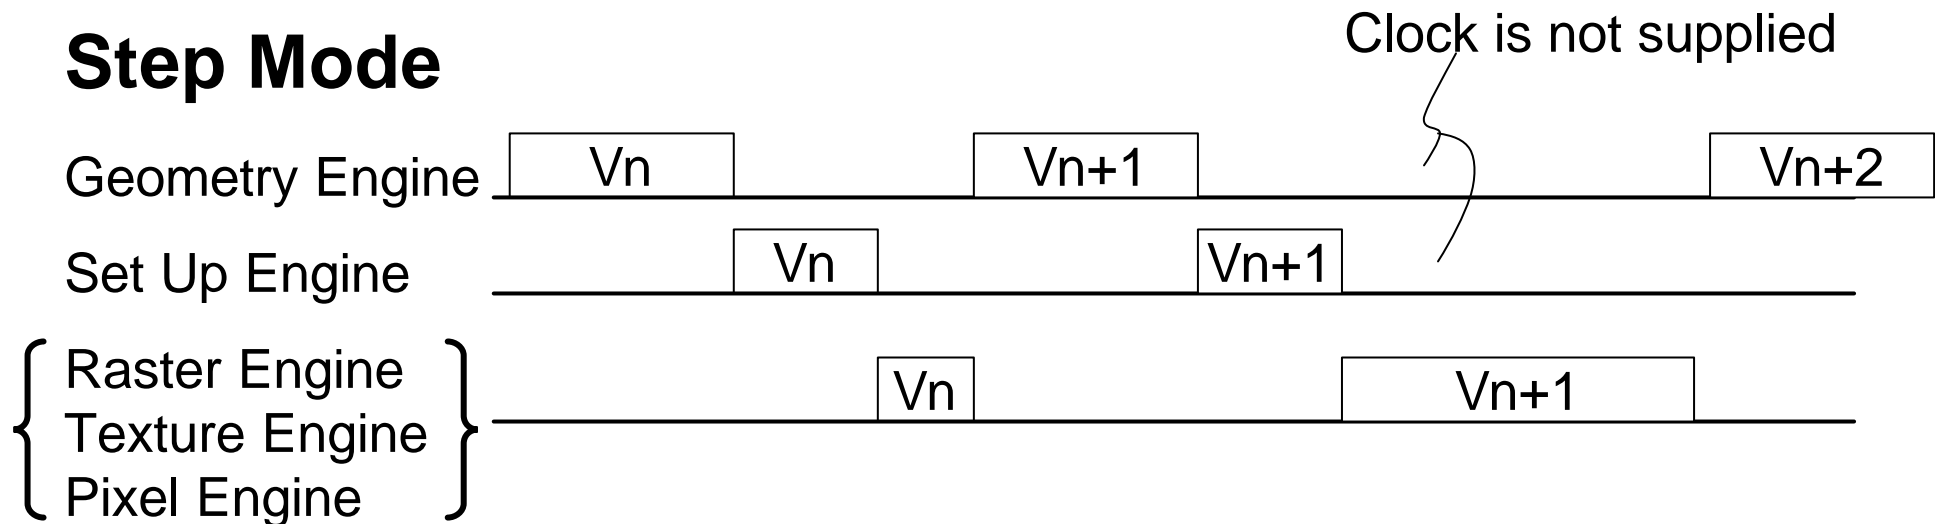 Step Mode
Clock is not supplied
Geometry Engine Vn Vn+1 Vn+2
Set Up Engine Vn Vn+1
Raster Engine
Texture Engine
Pixel Engine
Vn Vn+1